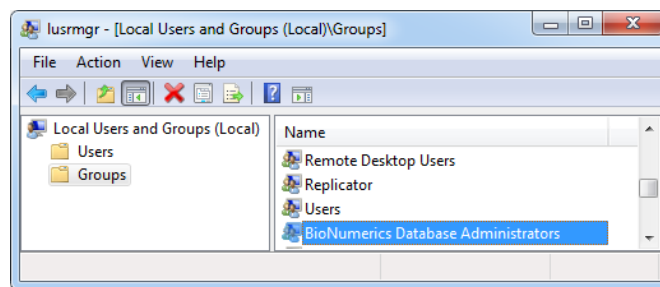 lusrmgr - [Local Users and Groups (Local)\Groups]
File Action View Help
Local Users and Groups (Local)
Users
Groups
Name
Remote Desktop Users
Replicator
Users
BioNumerics Database Administrators